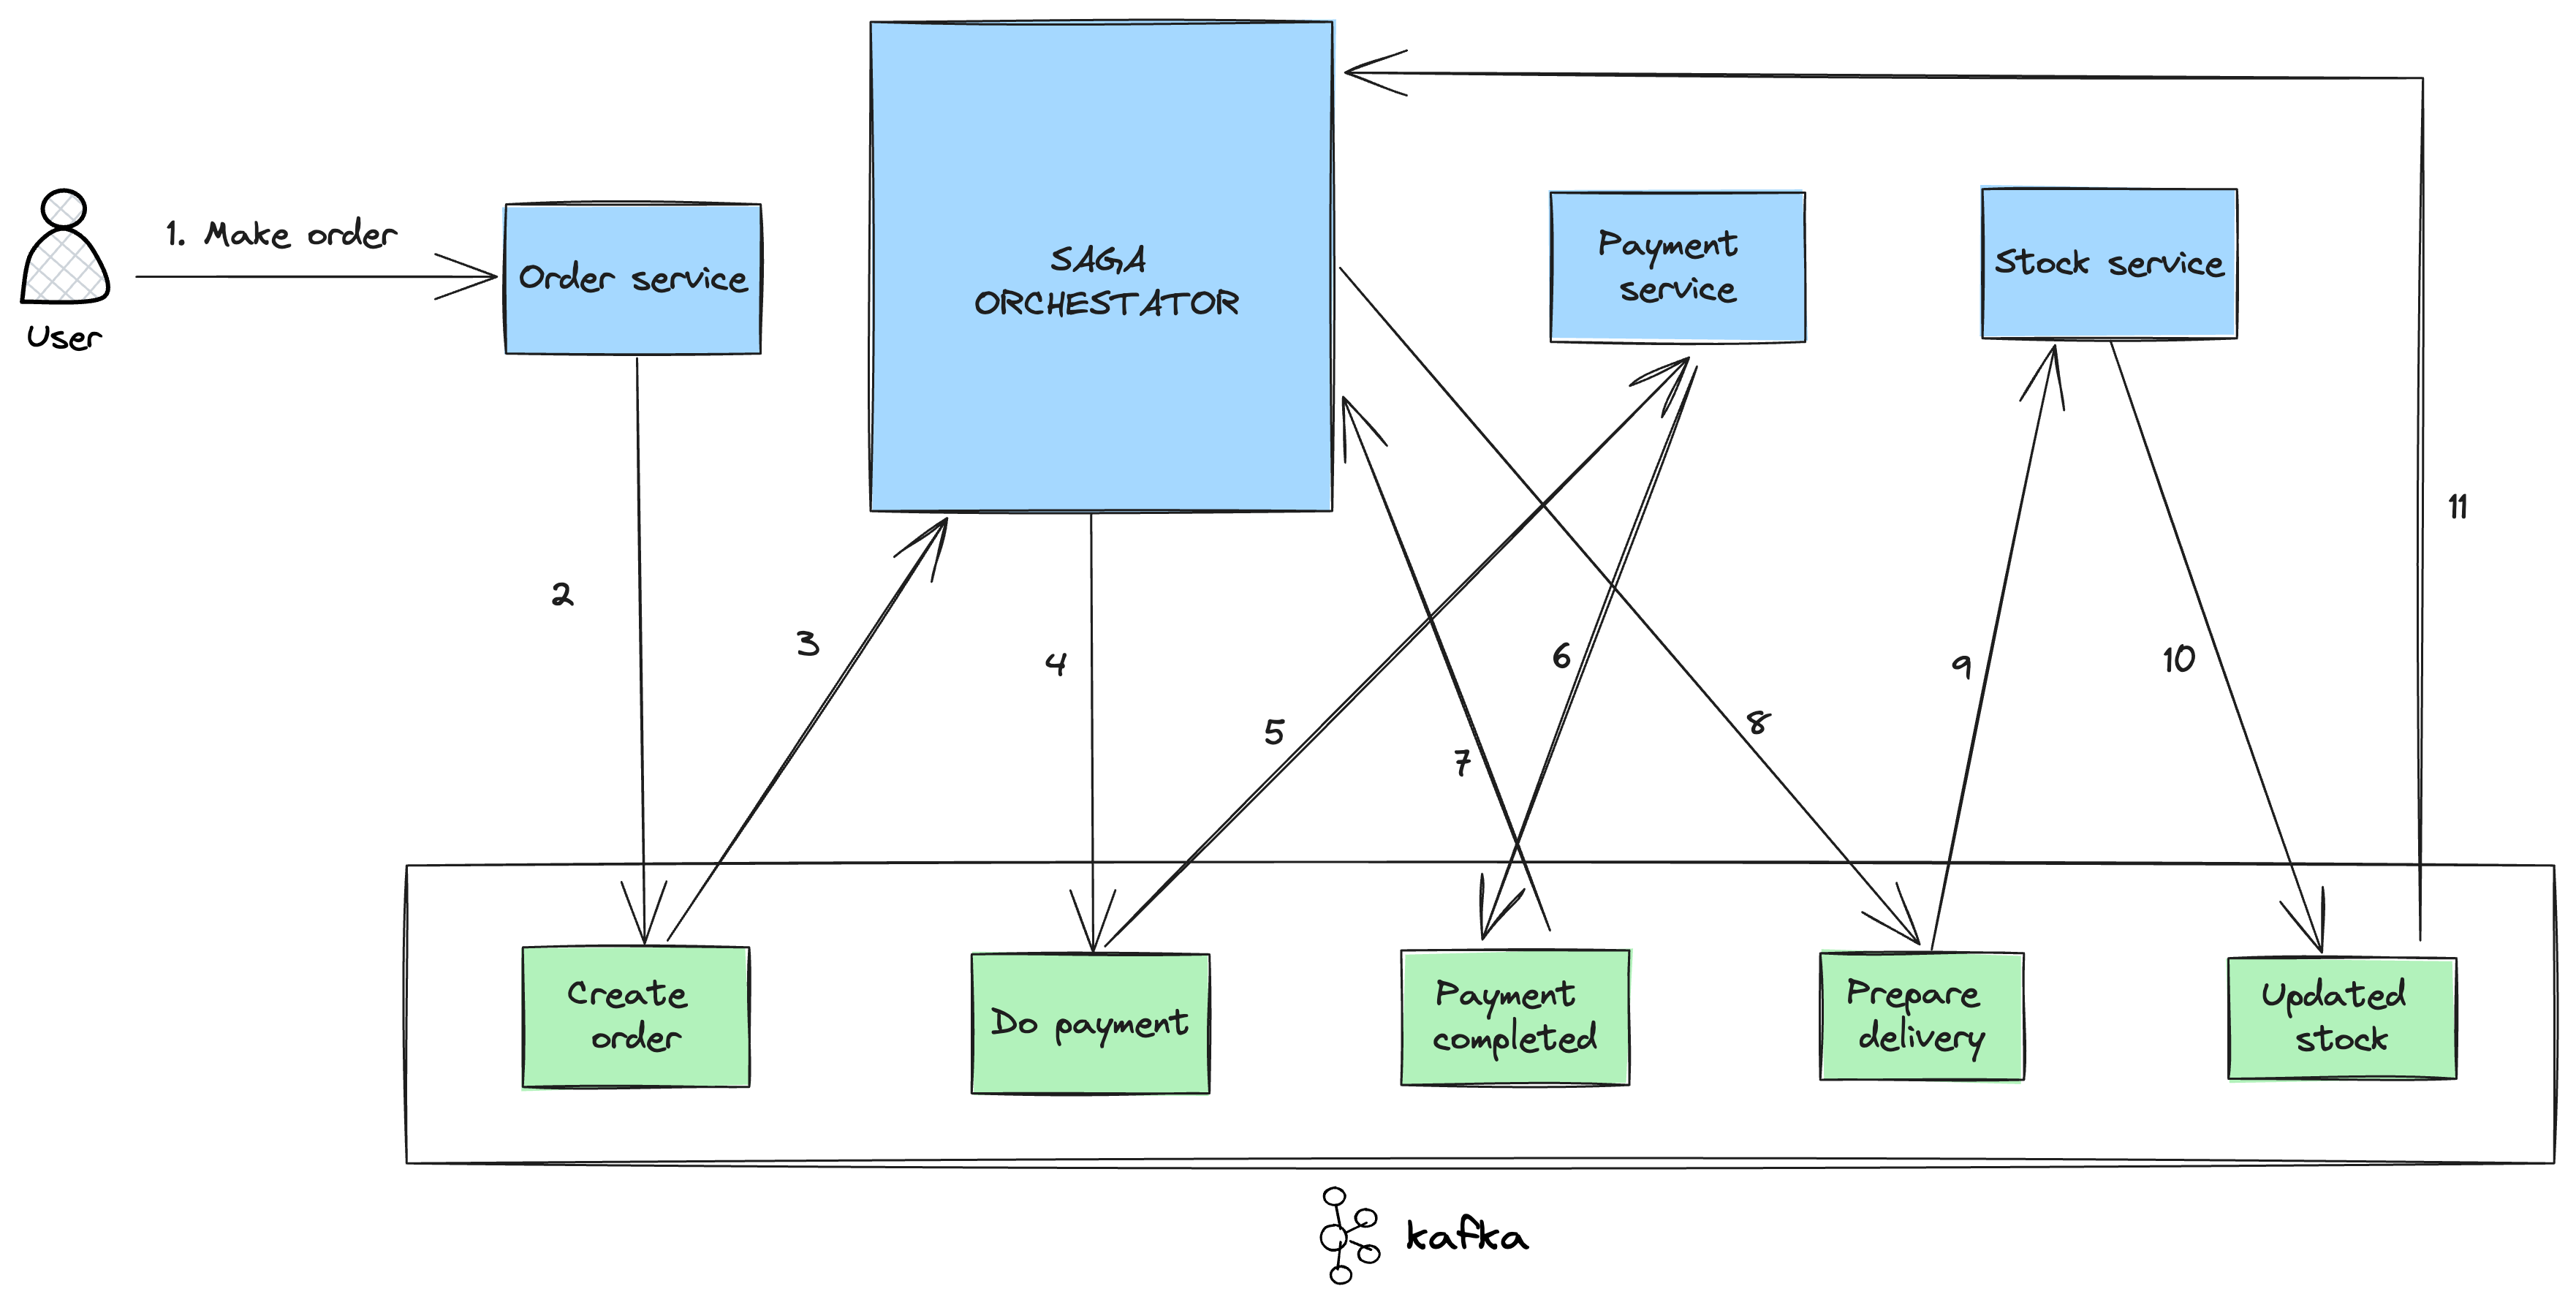 1. Make order
User
Order service
SAGA
ORCHESTATOR
Payment
service
Stock service
2
3
4
5
6
7
8
9
10
11
Create
order
Do payment
Payment
completed
Prepare
delivery
Updated
stock
kafka